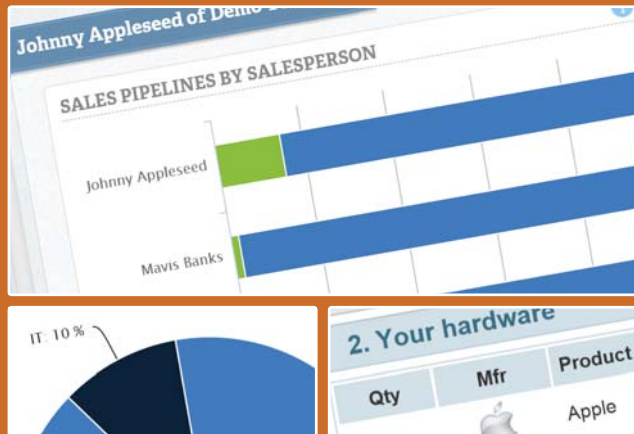 Johnny Appleseed of Demo
SALES PIPELINES BY SALESPERSON
Johnny Appleseed
Mavis Banks
IT: 10 %
2. Your hardware
Qty Mfr Product
Apple